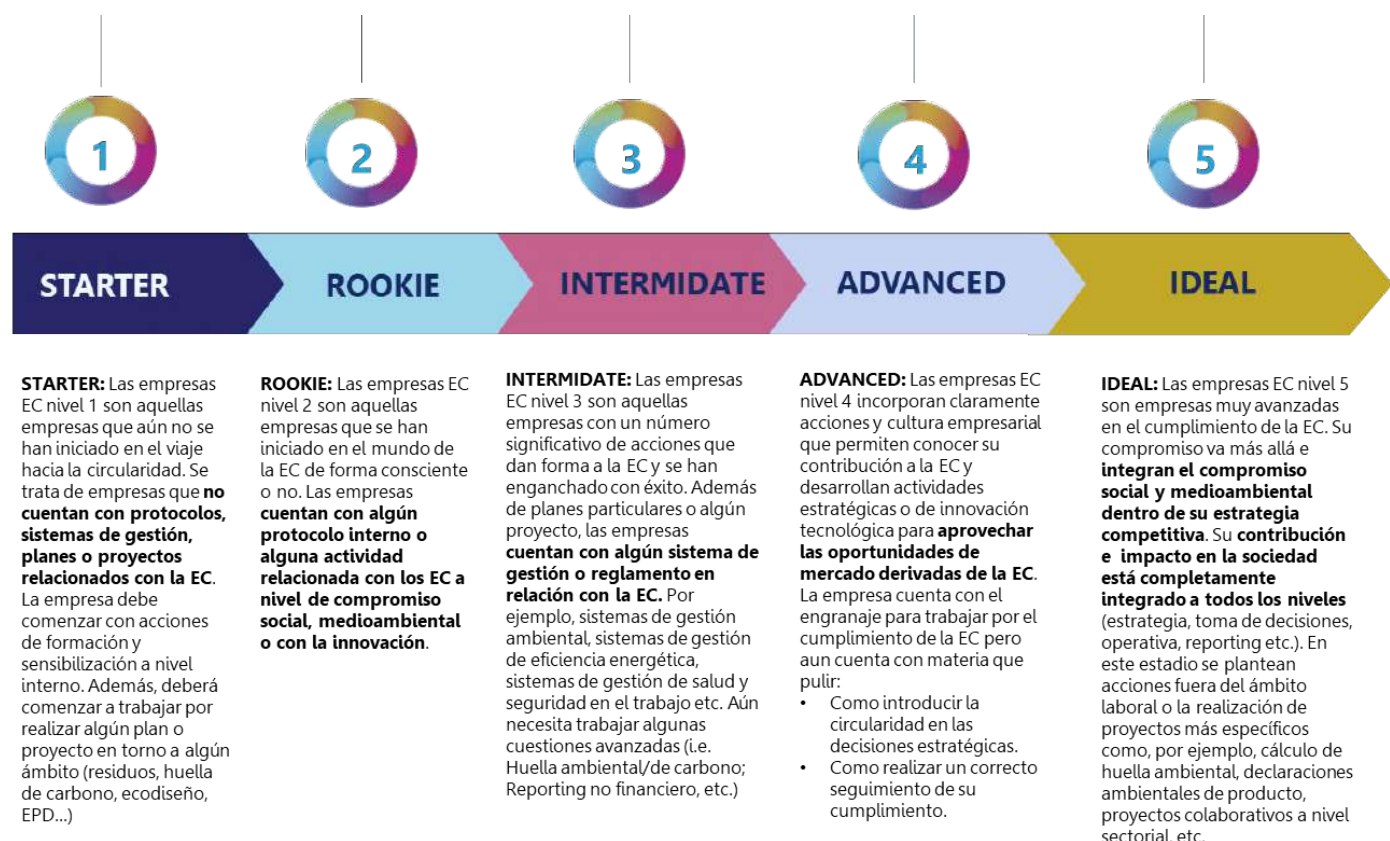 1
2
3
4
5
STARTER
ROOKIE
INTERMIDATE
ADVANCED
IDEAL
STARTER: Las empresas
EC nivel 1 son aquellas
empresas que aún no se
han iniciado en el viaje
hacia la circularidad. Se
trata de empresas que no
cuentan con protocolos,
sistemas de gestión,
planes o proyectos
relacionados con la EC.
La empresa debe
comenzar con acciones
de formación y
sensibilización a nivel
interno. Además, deberá
comenzar a trabajar por
realizar algún plan o
proyecto en torno a algún
ámbito (residuos, huella
de carbono, ecodiseño,
EPD...)
ROOKIE: Las empresas EC
nivel 2 son aquellas
empresas que se han
iniciado en el mundo de
la EC de forma consciente
o no. Las empresas
cuentan con algún
protocolo interno o
alguna actividad
relacionada con los EC a
nivel de compromiso
social, medioambiental
o con la innovación.
INTERMIDATE: Las empresas
EC nivel 3 son aquellas
empresas con un número
significativo de acciones que
dan forma a la EC y se han
enganchado con éxito. Además
de planes particulares o algún
proyecto, las empresas
cuentan con algún sistema de
gestión o reglamento en
relación con la EC. Por
ejemplo, sistemas de gestión
ambiental, sistemas de gestión
de eficiencia energética,
sistemas de gestión de salud y
seguridad en el trabajo etc. Aún
necesita trabajar algunas
cuestiones avanzadas (i.e.
Huella ambiental/de carbono;
Reporting no financiero, etc.)
ADVANCED: Las empresas EC
nivel 4 incorporan claramente
acciones y cultura empresarial
que permiten conocer su
contribución a la EC y
desarrollan actividades
estratégicas o de innovación
tecnológica para aprovechar
las oportunidades de
mercado derivadas de la EC.
La empresa cuenta con el
engranaje para trabajar por el
cumplimiento de la EC pero
aun cuenta con materia que
pulir:
• Como introducir la
circularidad en las
decisiones estratégicas.
• Como realizar un correcto
seguimiento de su
cumplimiento.
IDEAL: Las empresas EC nivel 5
son empresas muy avanzadas
en el cumplimiento de la EC. Su
compromiso va más allá e
integran el compromiso
social y medioambiental
dentro de su estrategia
competitiva. Su contribución
e impacto en la sociedad
está completamente
integrado a todos los niveles
(estrategia, toma de decisiones,
operativa, reporting etc.). En
este estadio se plantean
acciones fuera del ámbito
laboral o la realización de
proyectos más específicos
como, por ejemplo, cálculo de
huella ambiental, declaraciones
ambientales de producto,
proyectos colaborativos a nivel
sectorial, etc.